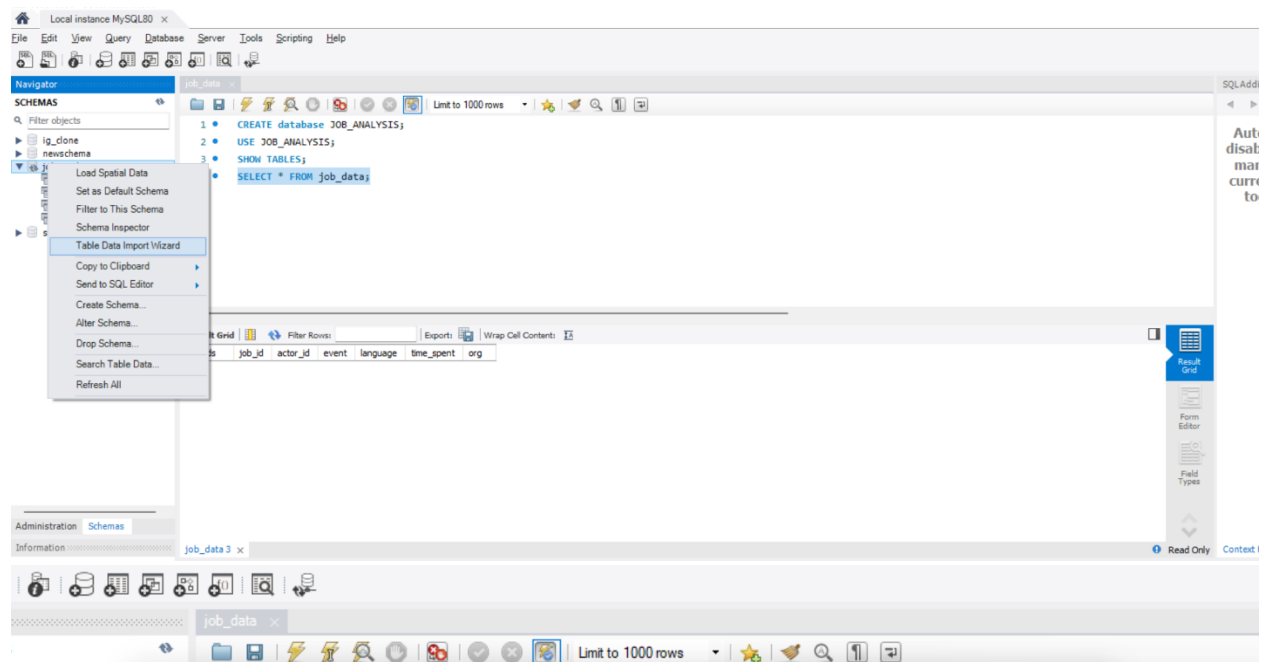 Local instance MySQL80
File Edit View Query Database Server Tools Scripting Help
Navigator
job_data
SQLAddi
SCHEMAS
Limit to 1000 rows
Filter objects
1 CREATE database JOB_ANALYSIS;
ig_clone
2 USE JOB_ANALYSIS;
newschema
3 SHOW TABLES;
SELECT * FROM job_data;
Auto
disab
man
curre
to
Load Spatial Data
Set as Default Schema
Filter to This Schema
Schema Inspector
Table Data Import Wizard
Copy to Clipboard
Send to SQL Editor
Create Schema...
Alter Schema...
Drop Schema...
Search Table Data...
Refresh All
s
lt Grid Filter Rows: Export: Wrap Cell Content:
ds job_id actor_id event language time_spent org
Result
Grid
Form
Editor
Field
Types
Administration Schemas
Information
job_data 3
Read Only
Context
job_data
Limit to 1000 rows